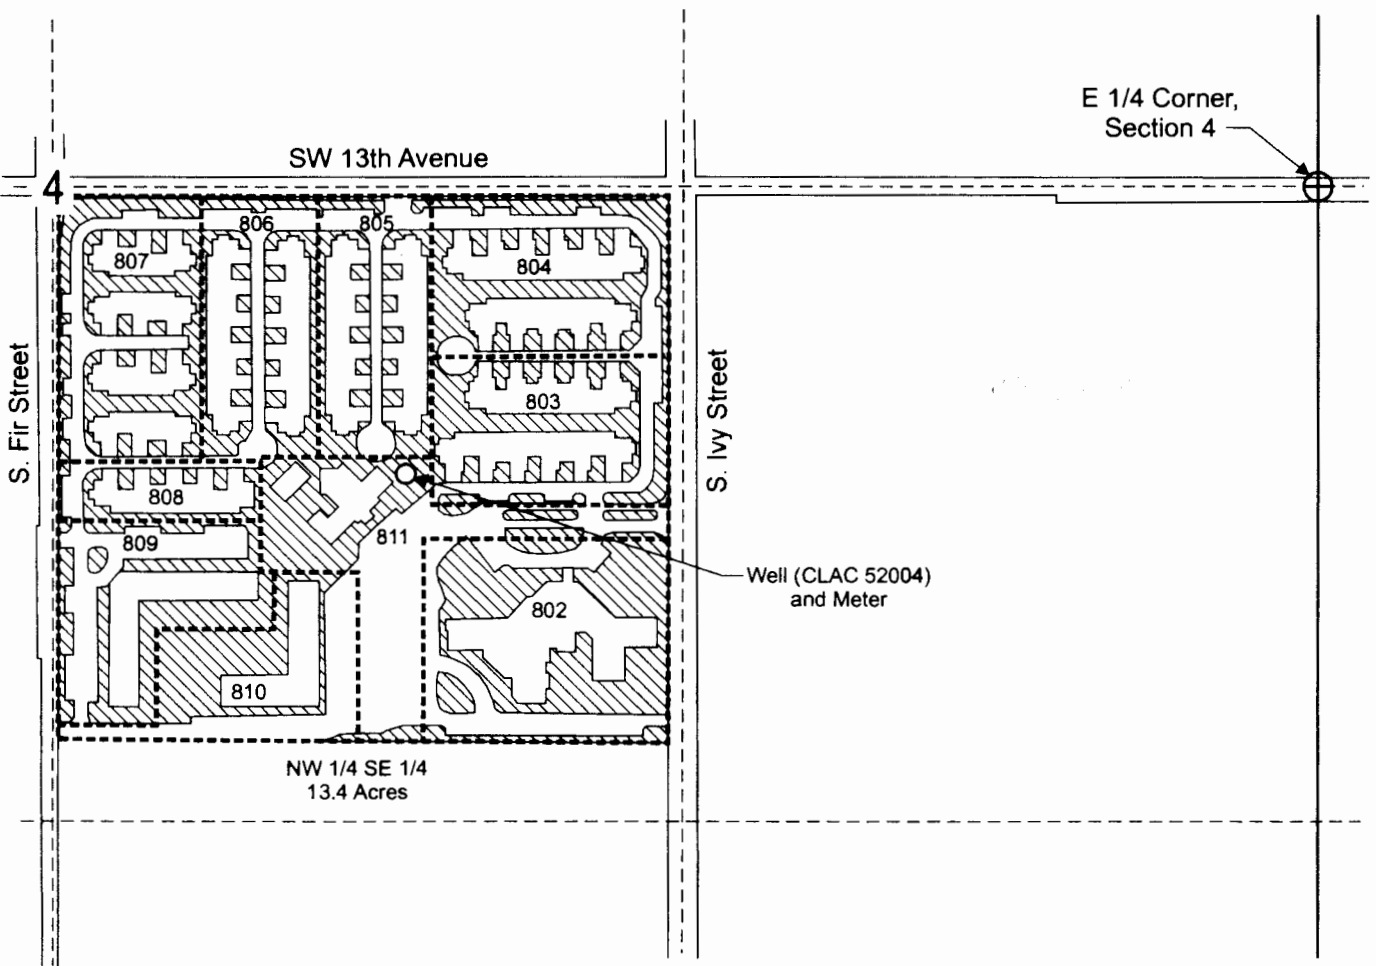 E 1/4 Corner,
Section 4
SW 13th Avenue
4
806
805
807
804
S. Fir Street
S. Ivy Street
803
808
809
811
Well (CLAC 52004)
and Meter
802
810
NW 1/4 SE 1/4
13.4 Acres